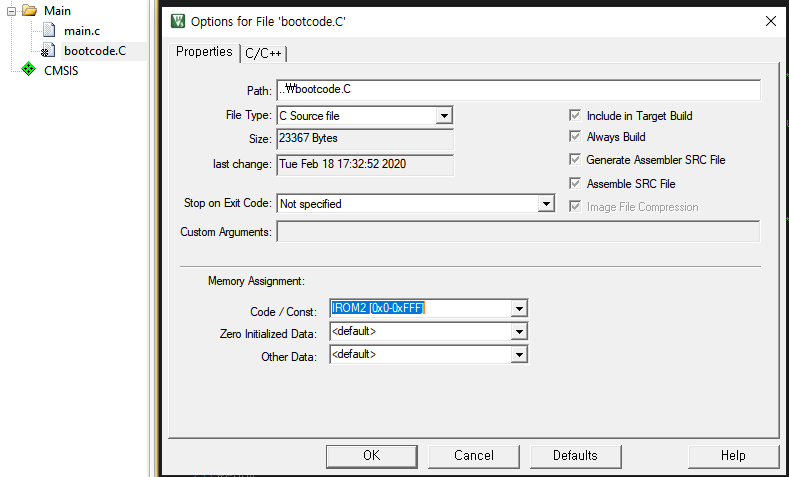 Main
main.c
bootcode.C
CMSIS
Options for File 'bootcode.C'
Properties C/C++
Path: ..₩bootcode.C
File Type: C Source file
Include in Target Build
Size: 23367 Bytes
Always Build
last change: Tue Feb 18 17:32:52 2020
Generate Assembler SRC File
Assemble SRC File
Stop on Exit Code: Not specified
Image File Compression
Custom Arguments:
Memory Assignment:
Code / Const: IROM2 [0x0-0xFFF]
Zero Initialized Data: <default>
Other Data: <default>
OK Cancel Defaults Help